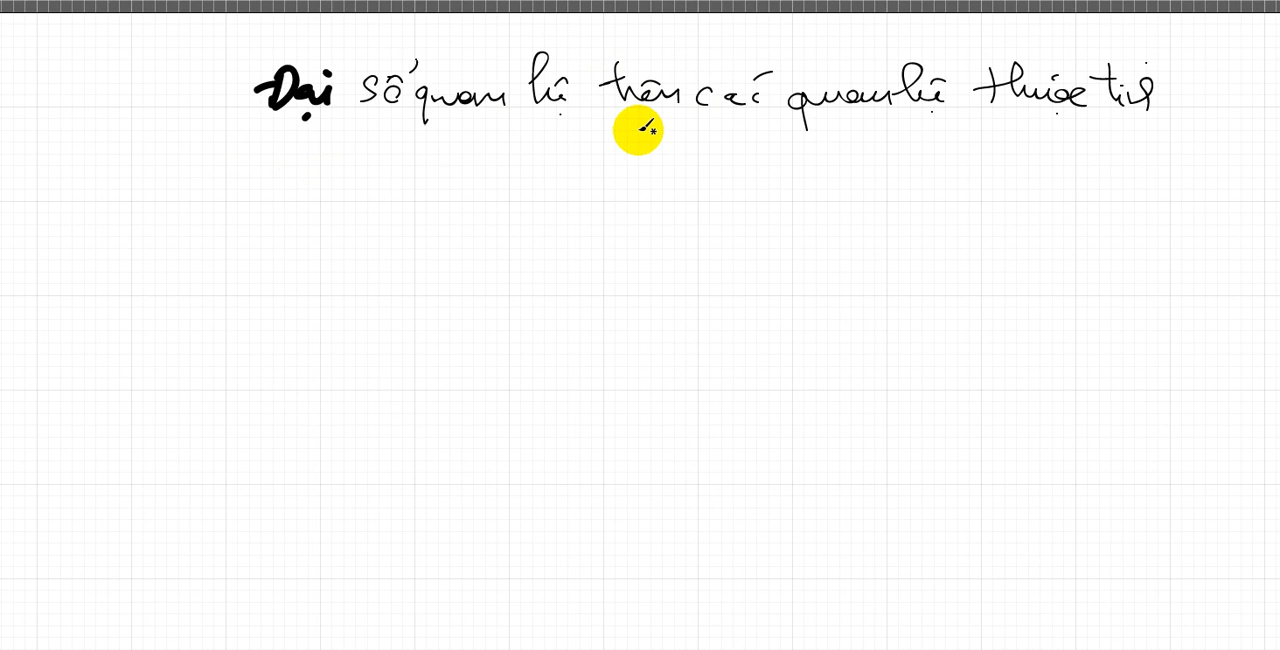 Đại số quan hệ trên các quan hệ thuộc tính